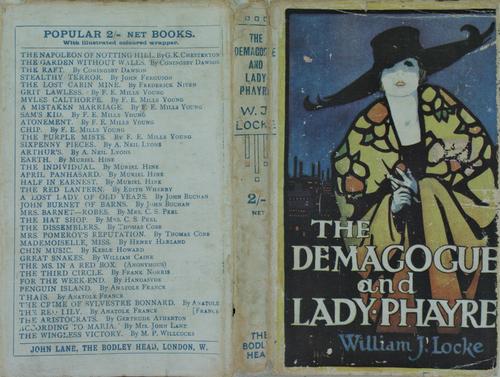 POPULAR 2/- NET BOOKS.
With illustrated coloured wrapper.
THE NAPOLEON OF NOTTING HILL. By G. K. CHESTERTON
THE GARDEN WITHOUT WALLS. By CONINGSBY DAWSON
THE RAFT. By CONINGSBY DAWSON
STEALTHY TERROR. By JOHN FERGUSON
THE LOST CABIN MINE. By FREDERICK NIVEN
GRIT LAWLESS. By F. E. MILLS YOUNG
MYLES CALTHORPE. By F. E. MILLS YOUNG
A MISTAKEN MARRIAGE. By F. E. MILLS YOUNG
SAM'S KID. By F. E. MILLS YOUNG
ATONEMENT. By F. E. MILLS YOUNG
CHIP. By F. E. MILLS YOUNG
THE PURPLE MISTS. By F. E. MILLS YOUNG
SIXPENNY PIECES. By A. NEIL LYONS
ARTHUR'S. By A. NEIL LYONS
EARTH. By MURIEL HINE
THE INDIVIDUAL. By MURIEL HINE
APRIL PANHASARD. By MURIEL HINE
HALF IN EARNEST. By MURIEL HINE
THE RED LANTERN. By EDITH WHERRY
A LOST LADY OF OLD YEARS. By JOHN BUCHAN
JOHN BURNET OF BARNS. By JOHN BUCHAN
MRS. BARNET—ROBES. By MRS. C. S. PEEL
THE HAT SHOP. By MRS. C. S. PEEL
THE DISSEMBLERS. By THOMAS COBB
MRS. POMEROY'S REPUTATION. By THOMAS COBB
MADEMOISELLE, MISS. By HENRY HARLAND
CHIN MUSIC. By KEBLE HOWARD
GREAT SNAKES. By WILLIAM CAINE
THE MS. IN A RED BOX. (ANONYMOUS)
THE THIRD CIRCLE. By FRANK NORRIS
FOR THE WEEK-END. By HANDASYDE
PENGUIN ISLAND. By ANATOLE FRANCE
THAIS. By ANATOLE FRANCE
THE CRIME OF SYLVESTRE BONNARD. By ANATOLE
THE RED LILY. By ANATOLE FRANCE [FRANCE
THE ARISTOCRATS. By GERTRUDE ATHERTON
ACCORDING TO MARIA. By MRS. JOHN LANE
THE WINGLESS VICTORY. By M. P. WILLCOCKS
JOHN LANE, THE BODLEY HEAD, LONDON, W.
THE
DEMAGOGUE
AND
LADY
PHAYRE
W. J.
LOCKE
2/-
NET
THE
BODL
HEA
THE
DEMAGOGUE
and
LADY·PHAYRE
William J. Locke